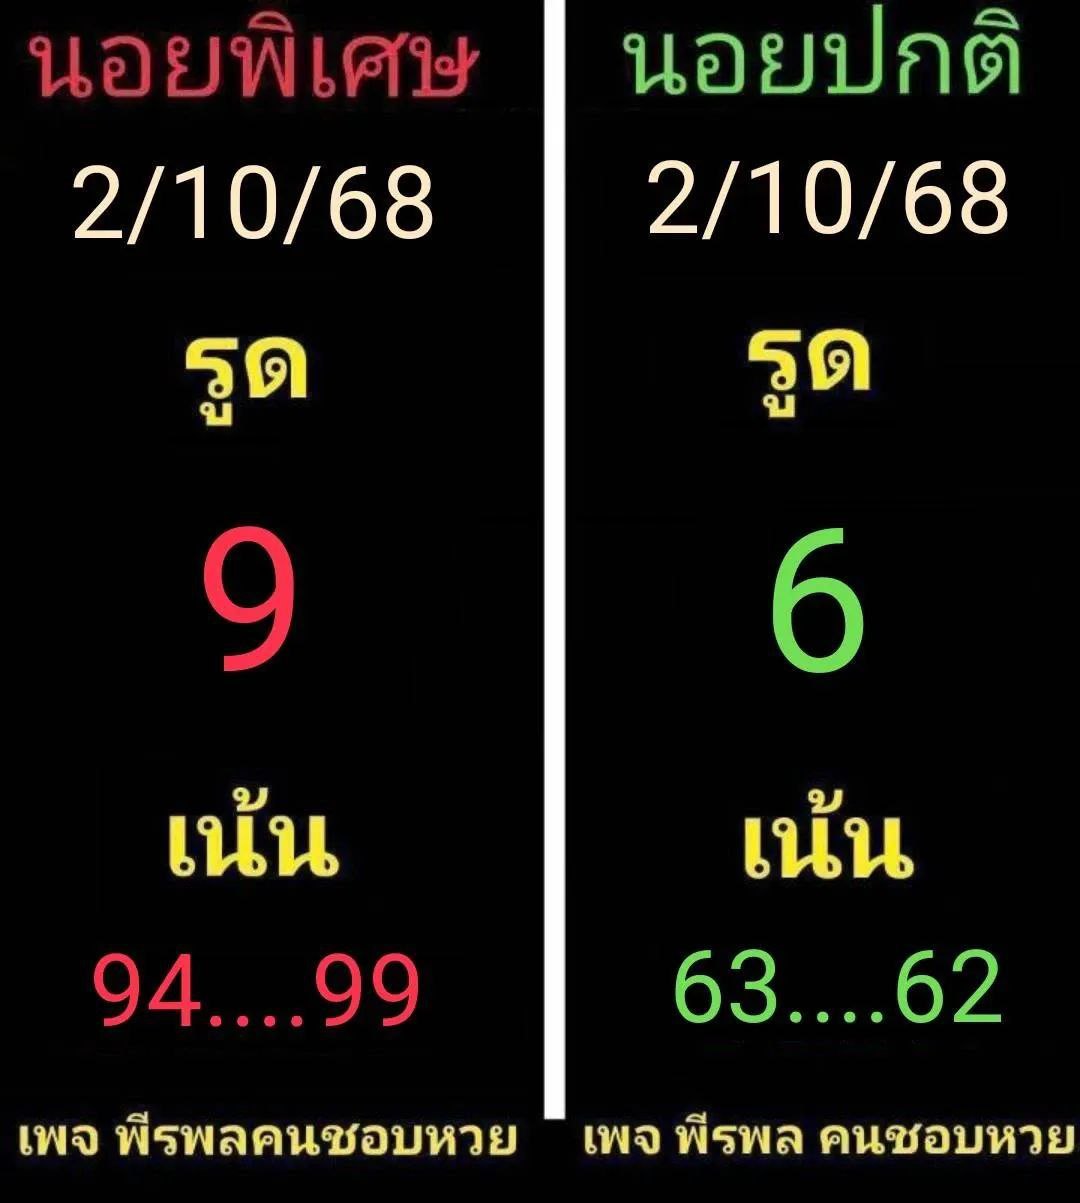 นอยพิเศษ
2/10/68
รูด
9
เน้น
94....99
เพจ พีรพลคนชอบหวย
นอยปกติ
2/10/68
รูด
6
เน้น
63....62
เพจ พีรพล คนชอบหวย